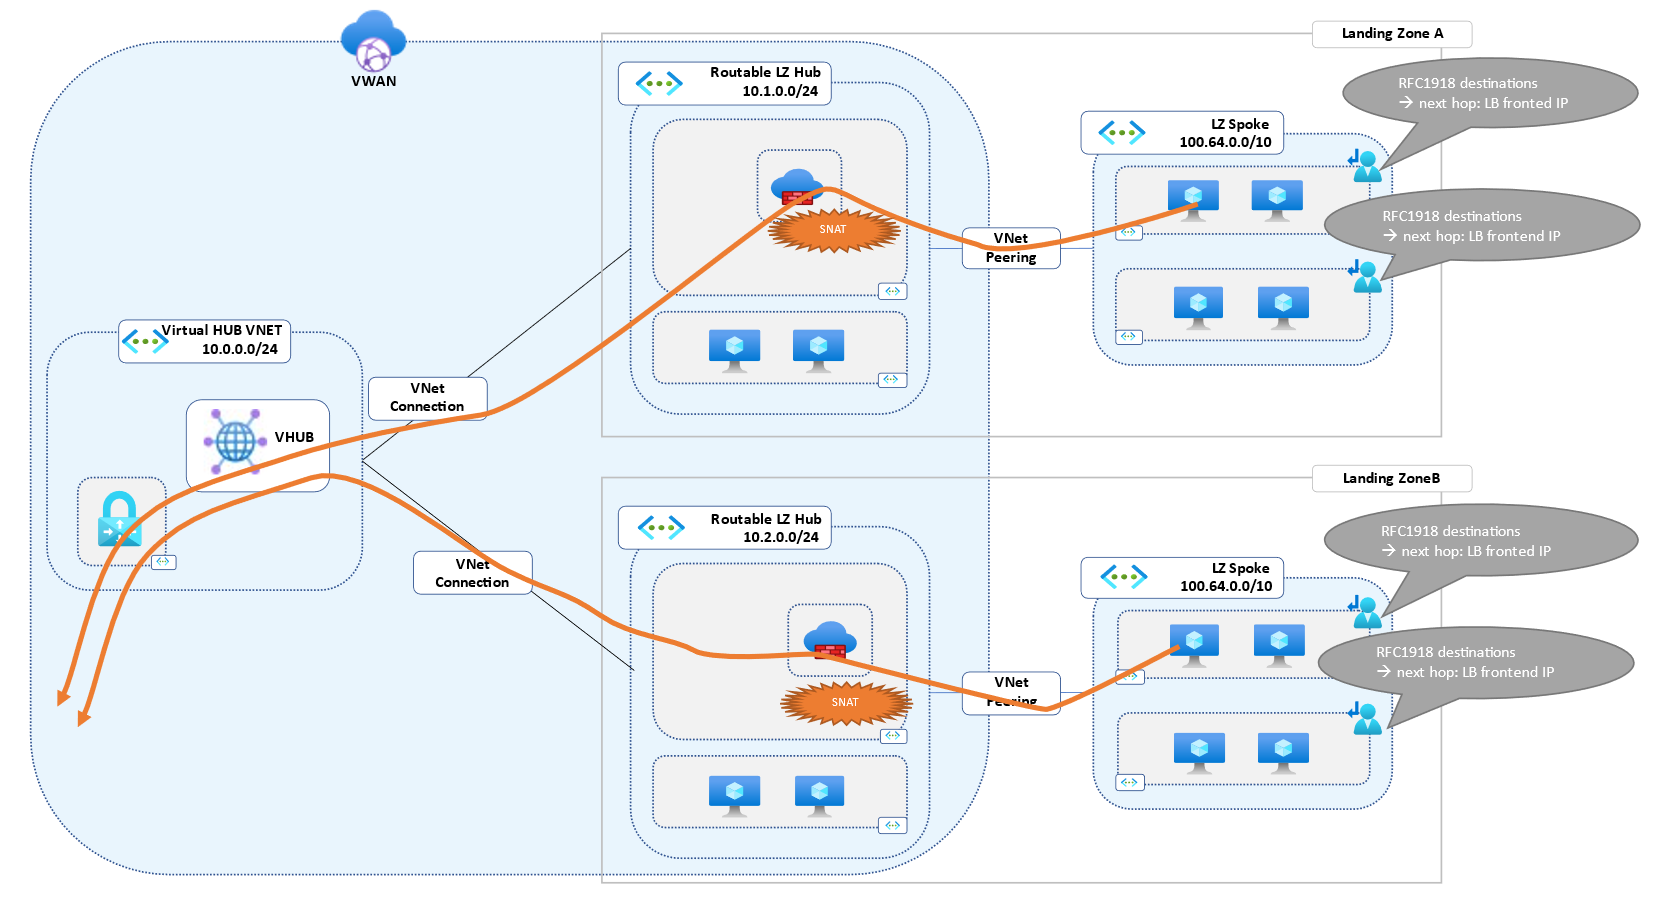 VWAN
Landing Zone A
Routable LZ Hub
10.1.0.0/24
RFC1918 destinations
→ next hop: LB fronted IP
LZ Spoke
100.64.0.0/10
SNAT
RFC1918 destinations
→ next hop: LB frontend IP
VNet
Peering
Virtual HUB VNET
10.0.0.0/24
VNet
Connection
VHUB
Landing ZoneB
Routable LZ Hub
10.2.0.0/24
RFC1918 destinations
→ next hop: LB fronted IP
VNet
Connection
LZ Spoke
100.64.0.0/10
RFC1918 destinations
→ next hop: LB frontend IP
VNet
Peering
SNAT